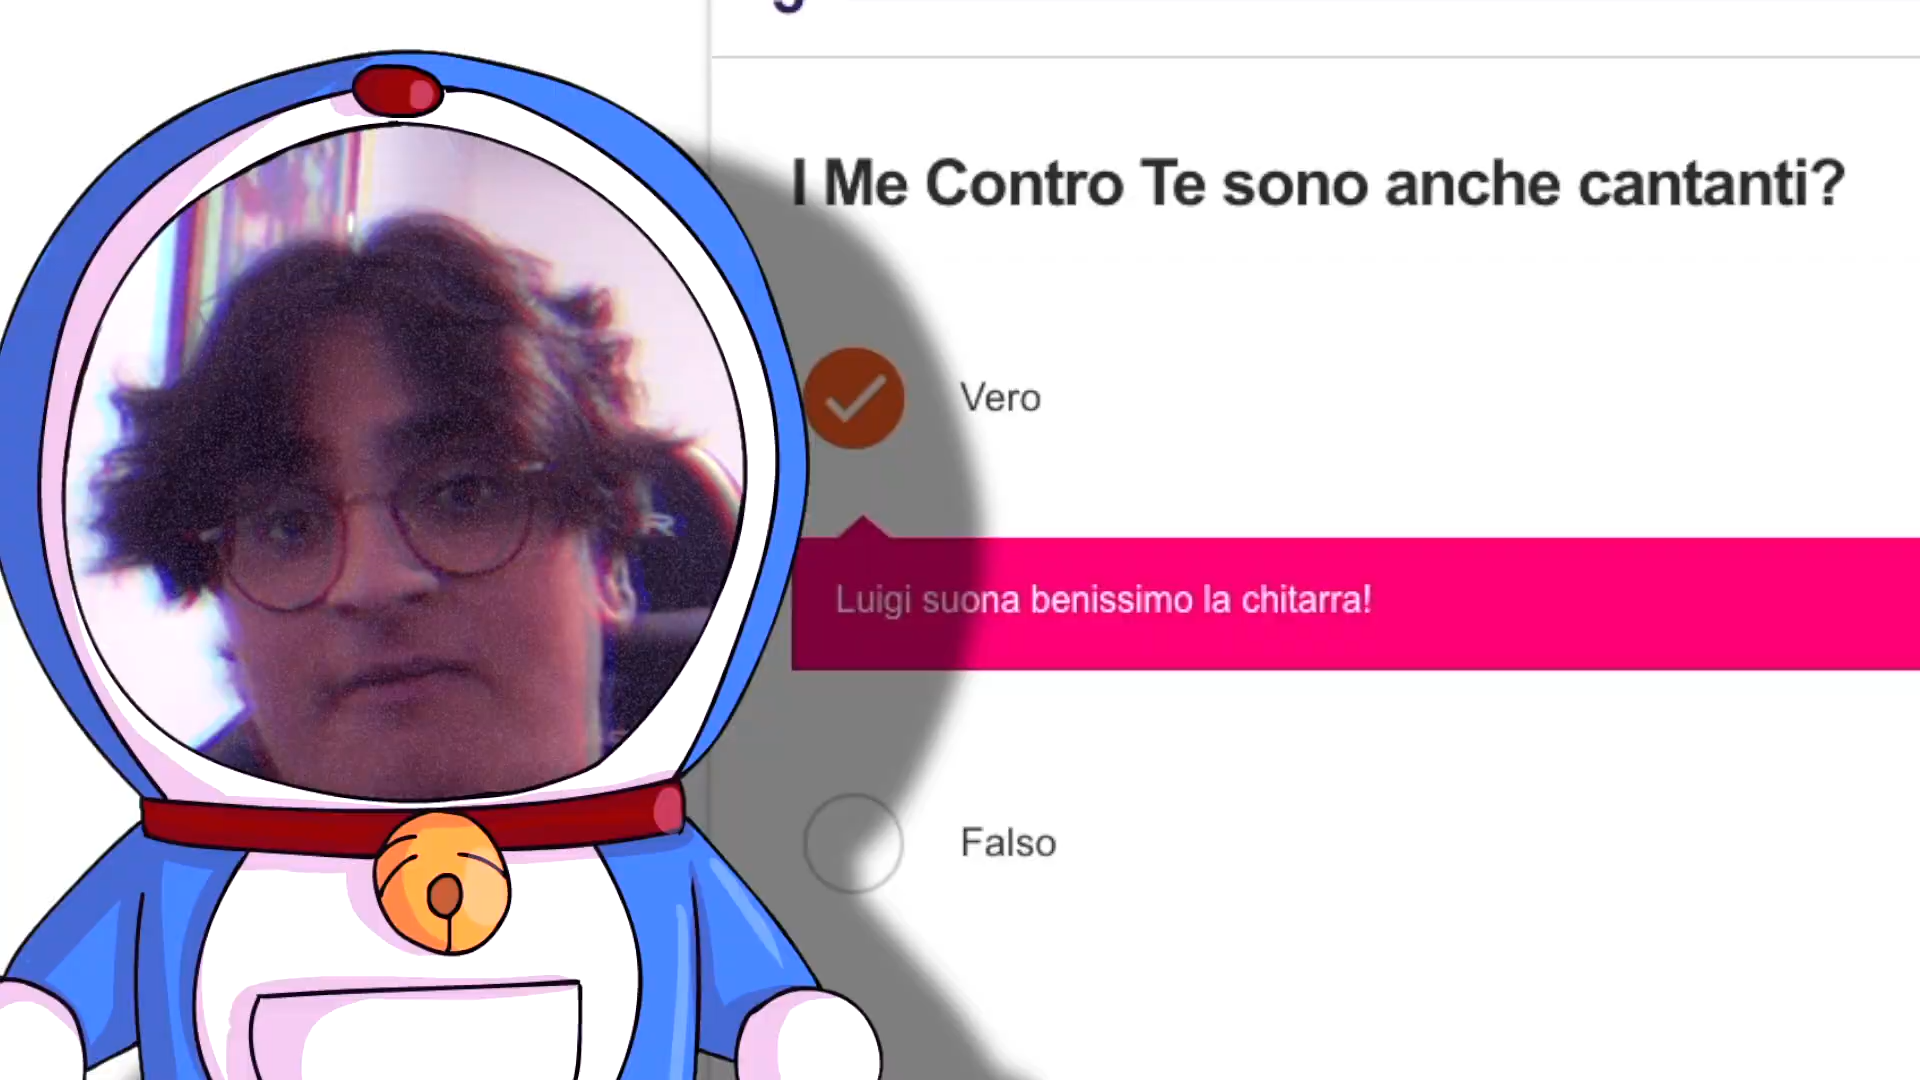 I Me Contro Te sono anche cantanti?
Vero
Luigi suona benissimo la chitarra!
Falso